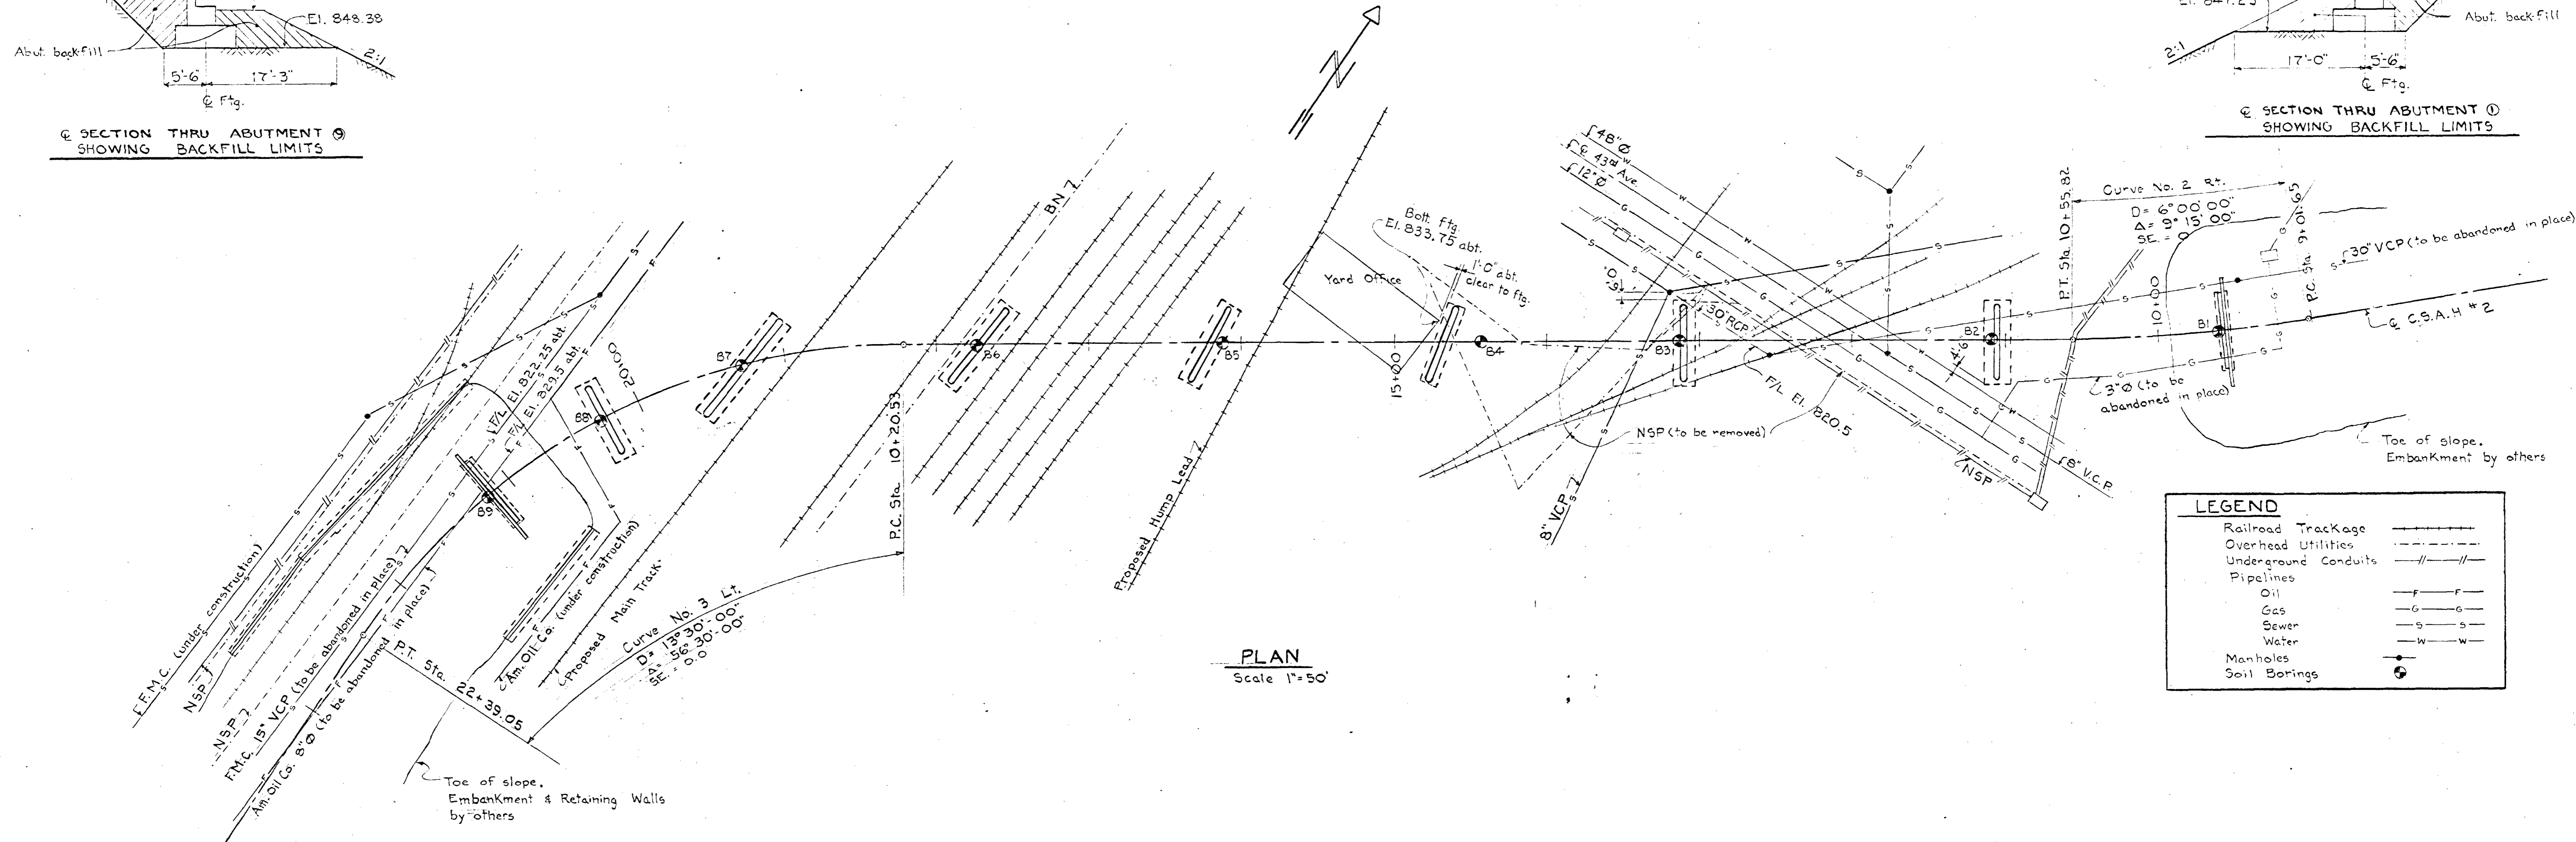 El. 848.38
Abut. backfill
2:1
5'-6"
17'-3"
℄ Ftg.
℄ SECTION THRU ABUTMENT ⑨
SHOWING BACKFILL LIMITS
N
Abut. backfill
2:1
17'-0"
5'-6"
℄ Ftg.
℄ SECTION THRU ABUTMENT ①
SHOWING BACKFILL LIMITS
48" Ø
℄ 43rd Ave.
12" Ø
BN
Bott. Ftg.
El. 833.75 abt.
1'-0" abt.
clear to ftg.
Yard Office
P.T. Sta. 10+55.82
Curve No. 2 Rt.
D= 6° 00' 00"
Δ= 9° 15' 00"
S.E. = 0
P.C. Sta. 9+01.65
30" VCP (to be abandoned in place)
℄ C.S.A.H #2
10+00
B1
B2
4'-6"
30" RCP
B3
B4
15+00
B5
B6
B7
B8
B9
20+00
F/L El. 822.25 abt.
F/L El. 829.5 abt.
P.C. Sta 10+20.53
F/L El. 820.5
NSP (to be removed)
3" Ø (to be
abandoned in place)
Toe of slope.
Embankment by others
8" V.C.P.
NSP
8" VCP
Proposed Hump Lead
F.M.C. (under construction)
NSP
NSP
F.M.C. 15" VCP (to be abandoned in place)
Am. Oil Co. 8" Ø (to be abandoned in place)
Am. Oil Co. (under construction)
Proposed Main Track
Curve No. 3 Lt.
D= 13°30'-00"
Δ= 56°-30'-00"
SE = 0.0
P.T. Sta. 22+39.05
Toe of slope.
Embankment & Retaining Walls
by others
PLAN
Scale 1"=50'
LEGEND
Railroad Trackage
Overhead Utilities
Underground Conduits
Pipelines
Oil F F
Gas G G
Sewer S S
Water W W
Manholes
Soil Borings